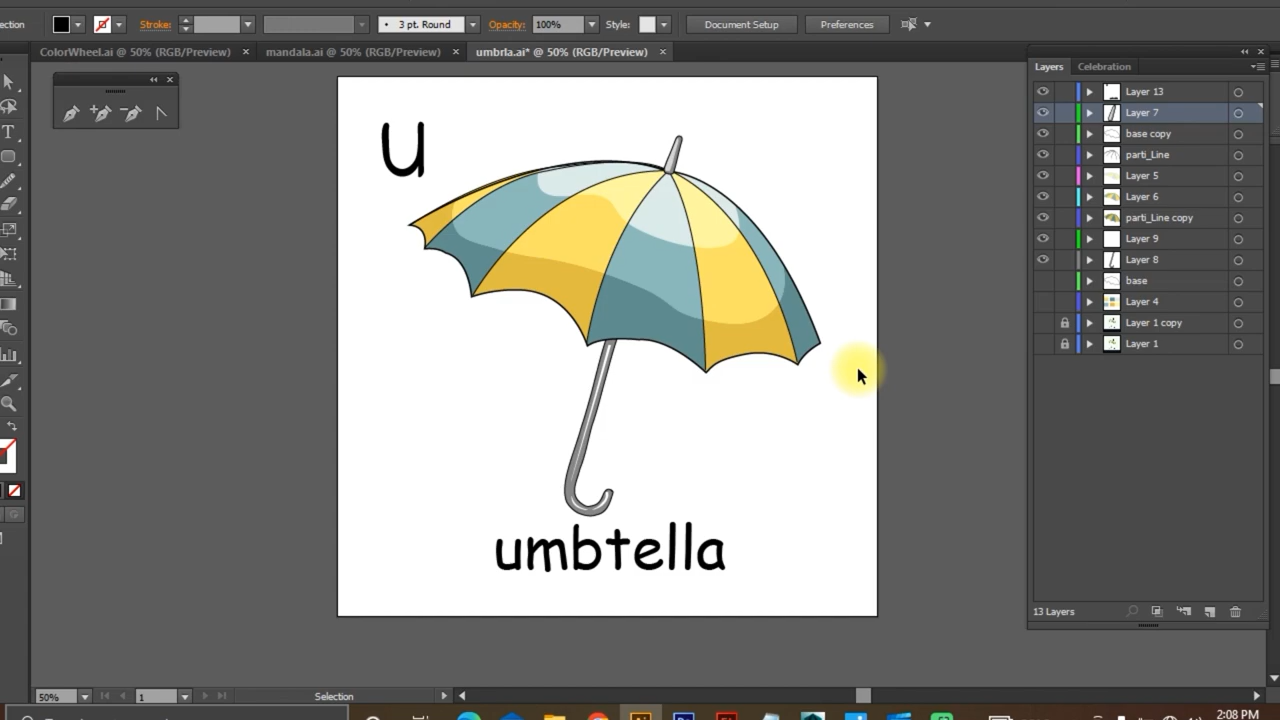 ection
Stroke:
3 pt. Round
Opacity:
100%
Style:
Document Setup
Preferences
ColorWheel.ai @ 50% (RGB/Preview)
mandala.ai @ 50% (RGB/Preview)
umbrla.ai* @ 50% (RGB/Preview)
Layers
Celebration
Layer 13
Layer 7
base copy
parti_Line
Layer 5
Layer 6
parti_Line copy
Layer 9
Layer 8
base
Layer 4
Layer 1 copy
Layer 1
u
umbtella
13 Layers
50%
1
Selection
2:08 PM